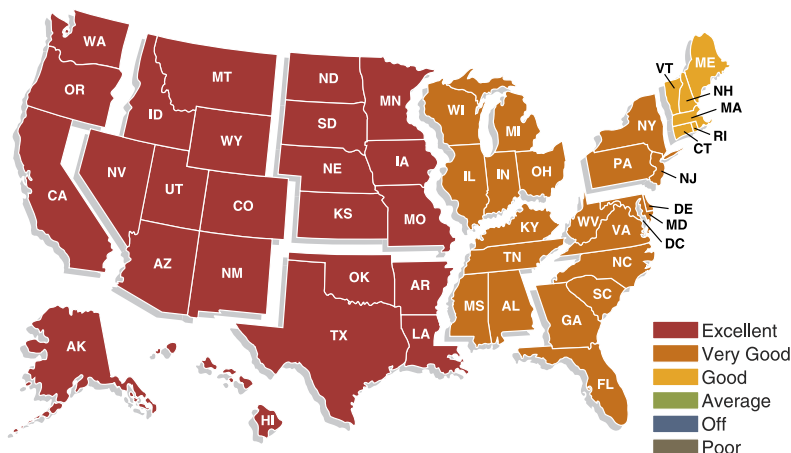 WA
OR
CA
NV
ID
MT
WY
UT
CO
AZ
NM
ND
SD
NE
KS
MN
IA
MO
OK
TX
AR
LA
AK
HI
WI
MI
IL
IN
OH
KY
TN
MS
AL
NY
PA
NJ
WV
VA
DE
MD
DC
NC
SC
GA
FL
VT
ME
NH
MA
RI
CT
Excellent
Very Good
Good
Average
Off
Poor